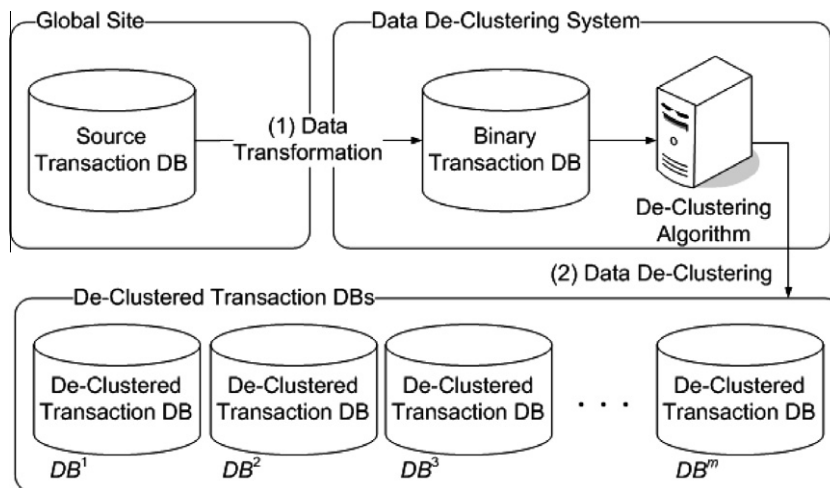 Global Site
Data De-Clustering System
Source
Transaction DB
(1) Data
Transformation
Binary
Transaction DB
De-Clustering
Algorithm
(2) Data De-Clustering
De-Clustered Transaction DBs
De-Clustered
Transaction DB
DB¹
De-Clustered
Transaction DB
DB²
De-Clustered
Transaction DB
DB³
. . .
De-Clustered
Transaction DB
DBᵐ